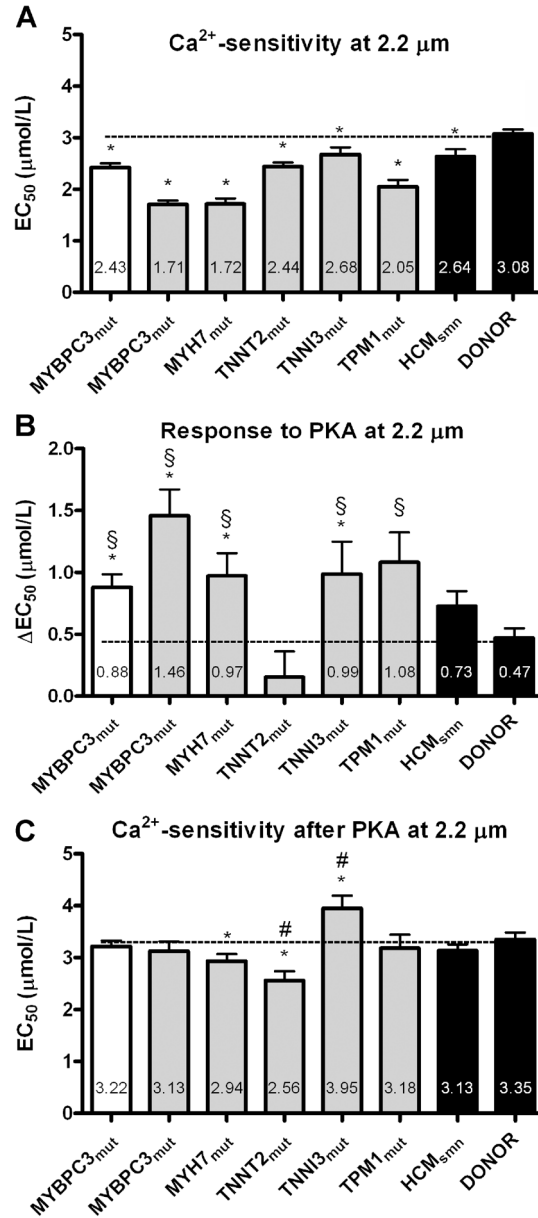 A
Ca²⁺-sensitivity at 2.2 μm
EC₅₀ (μmol/L)
5
4
3
2
1
0
* * * * * * *
2.43 1.71 1.72 2.44 2.68 2.05 2.64 3.08
MYBPC3mut MYBPC3mut MYH7mut TNNT2mut TNNI3mut TPM1mut HCMsmn DONOR
B
Response to PKA at 2.2 μm
ΔEC₅₀ (μmol/L)
2.0
1.5
1.0
0.5
0.0
§ § § § §
* * * *
0.88 1.46 0.97 0.99 1.08 0.73 0.47
MYBPC3mut MYBPC3mut MYH7mut TNNT2mut TNNI3mut TPM1mut HCMsmn DONOR
C
Ca²⁺-sensitivity after PKA at 2.2 μm
EC₅₀ (μmol/L)
5
4
3
2
1
0
# #
* * *
3.22 3.13 2.94 2.56 3.95 3.18 3.13 3.35
MYBPC3mut MYBPC3mut MYH7mut TNNT2mut TNNI3mut TPM1mut HCMsmn DONOR